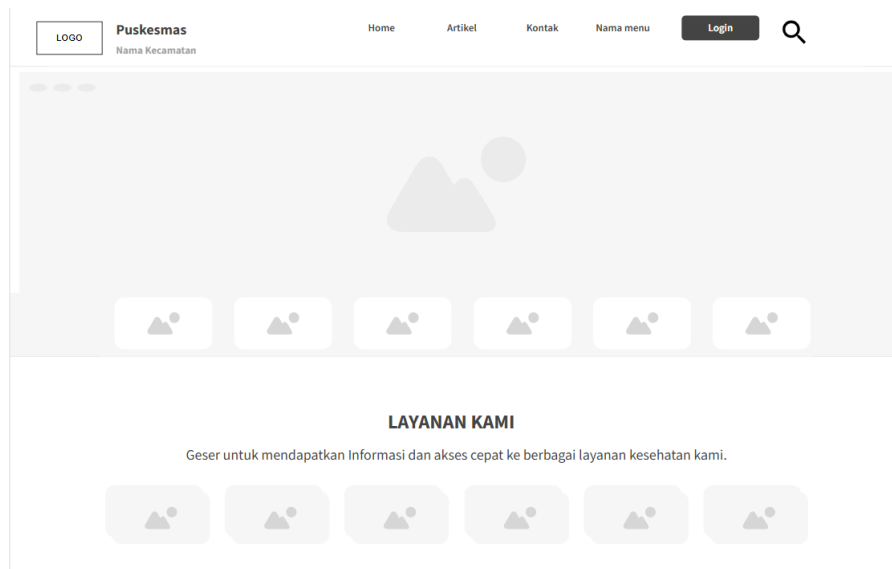 LOGO
Puskesmas
Nama Kecamatan
Home
Artikel
Kontak
Nama menu
Login
LAYANAN KAMI
Geser untuk mendapatkan Informasi dan akses cepat ke berbagai layanan kesehatan kami.